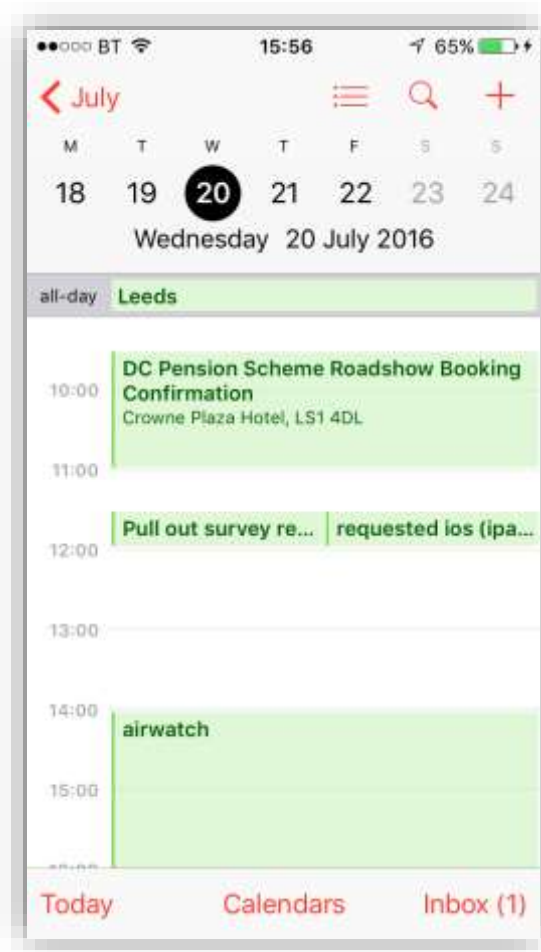 BT 15:56 65%
July
M T W T F S S
18 19 20 21 22 23 24
Wednesday 20 July 2016
all-day Leeds
DC Pension Scheme Roadshow Booking
10:00 Confirmation
Crowne Plaza Hotel, LS1 4DL
11:00
Pull out survey re... requested ios (ipa...
12:00
13:00
14:00
airwatch
15:00
Today Calendars Inbox (1)